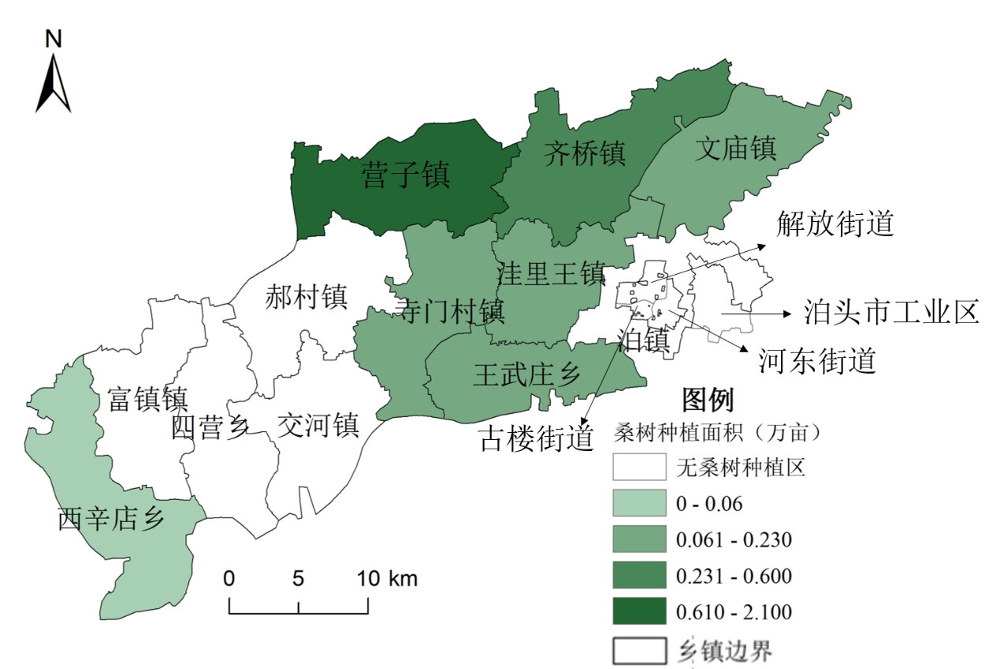 N
齐桥镇
文庙镇
营子镇
解放街道
洼里王镇
郝村镇
寺门村镇
泊头市工业区
泊镇
河东街道
王武庄乡
富镇镇
图例
四营乡
交河镇
古楼街道
桑树种植面积（万亩）
无桑树种植区
0 - 0.06
西辛店乡
0.061 - 0.230
0.231 - 0.600
0 5 10 km
0.610 - 2.100
乡镇边界